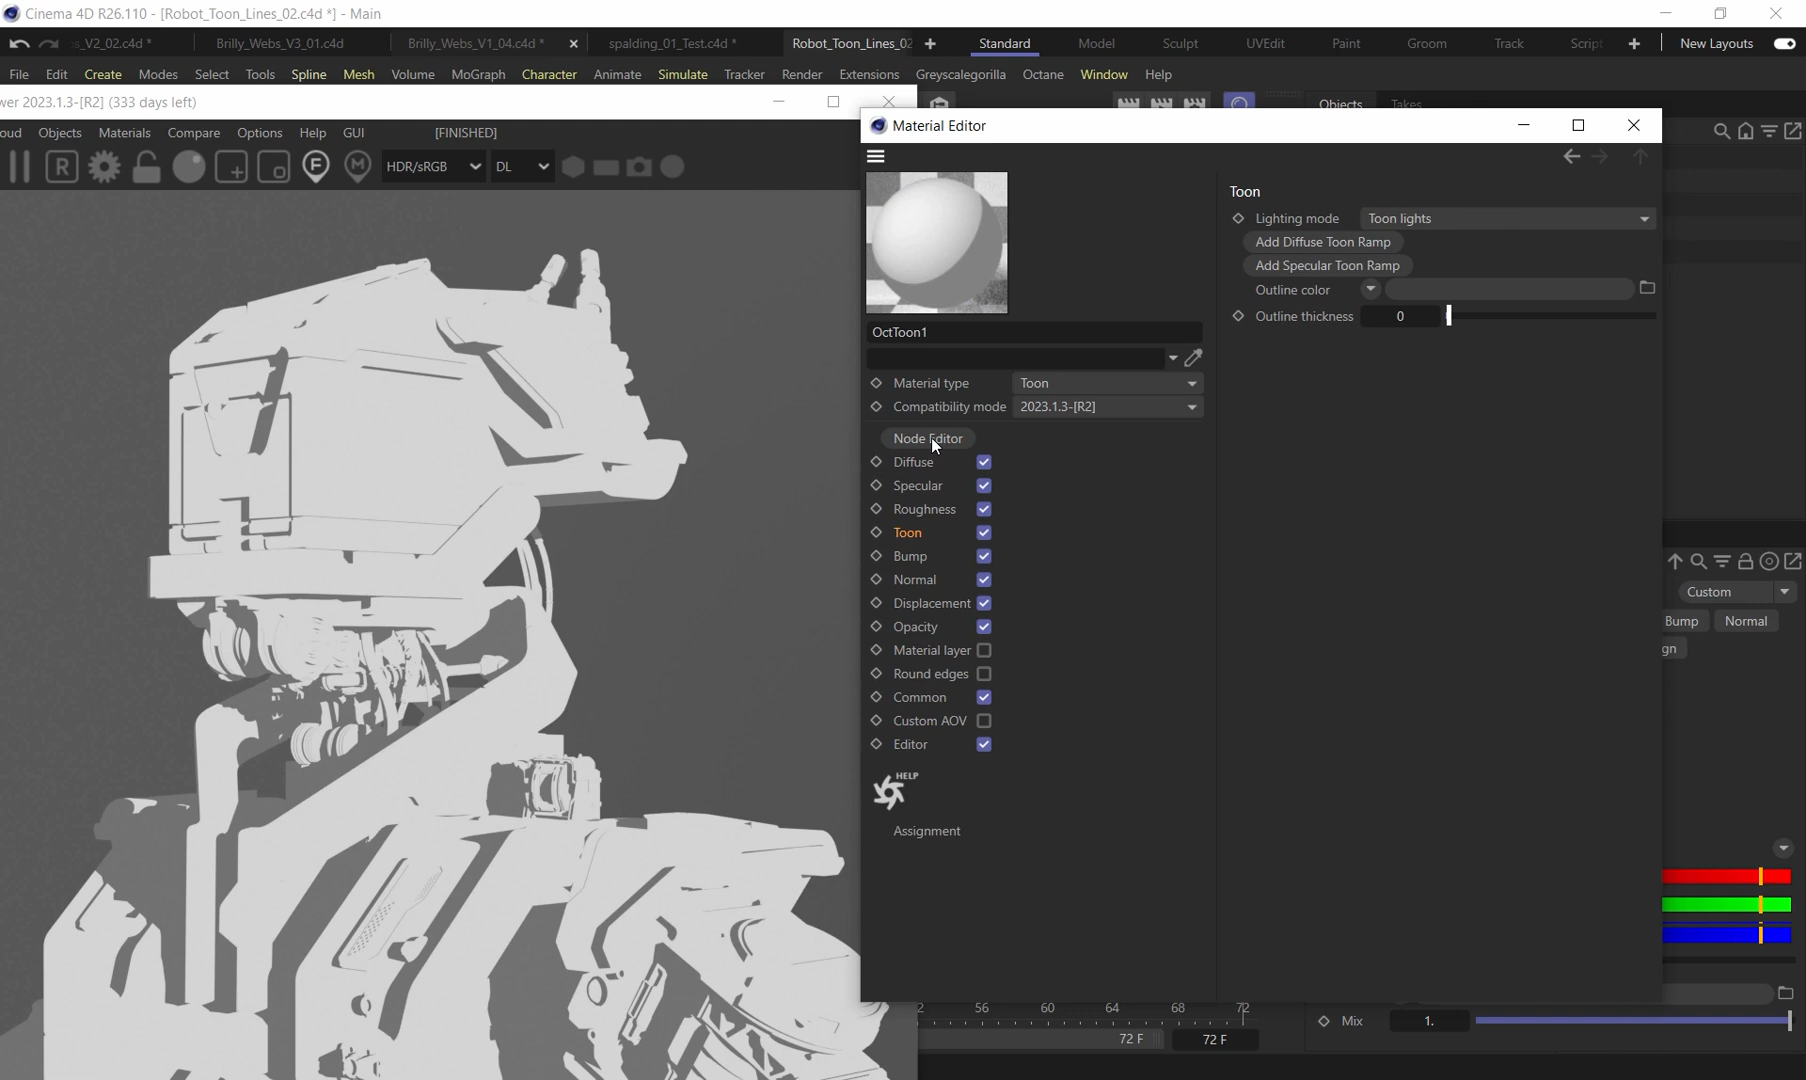 Cinema 4D R26.110 - [Robot_Toon_Lines_02.c4d *] - Main
s_V2_02.c4d * Brilly_Webs_V3_01.c4d Brilly_Webs_V1_04.c4d * spalding_01_Test.c4d * Robot_Toon_Lines_02 Standard Model Sculpt UVEdit Paint Groom Track Script New Layouts
File Edit Create Modes Select Tools Spline Mesh Volume MoGraph Character Animate Simulate Tracker Render Extensions Greyscalegorilla Octane Window Help
wer 2023.1.3-[R2] (333 days left)
Objects Takes
oud Objects Materials Compare Options Help GUI [FINISHED]
R F M HDR/sRGB DL
Material Editor
OctToon1
Material type Toon
Compatibility mode 2023.1.3-[R2]
Node Editor
Diffuse
Specular
Roughness
Toon
Bump
Normal
Displacement
Opacity
Material layer
Round edges
Common
Custom AOV
Editor
HELP
Assignment
Toon
Lighting mode Toon lights
Add Diffuse Toon Ramp
Add Specular Toon Ramp
Outline color
Outline thickness 0
Custom
Bump Normal
gn
2 56 60 64 68 72
72 F 72 F
Mix 1.